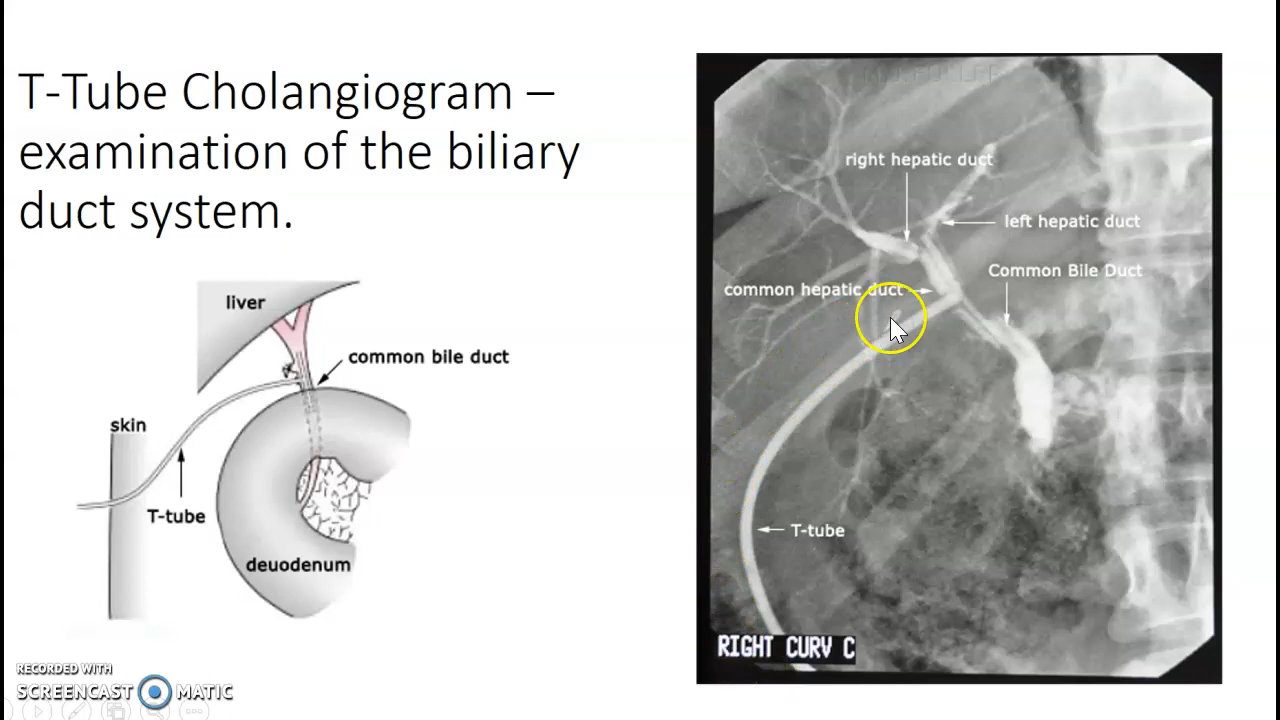 T-Tube Cholangiogram –
examination of the biliary
duct system.
liver
common bile duct
skin
T-tube
deuodenum
right hepatic duct
left hepatic duct
Common Bile Duct
common hepatic duct
T-tube
RIGHT CURV C
RECORDED WITH
SCREENCAST MATIC